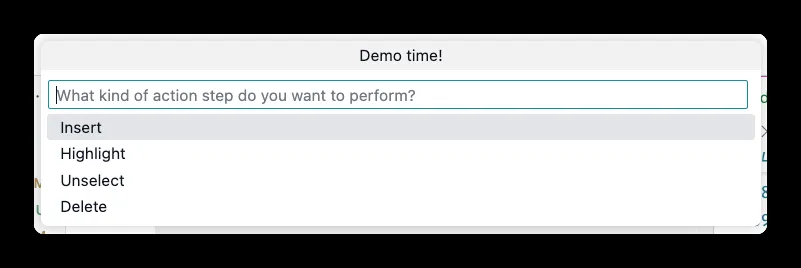 Demo time!
What kind of action step do you want to perform?
Insert
Highlight
Unselect
Delete